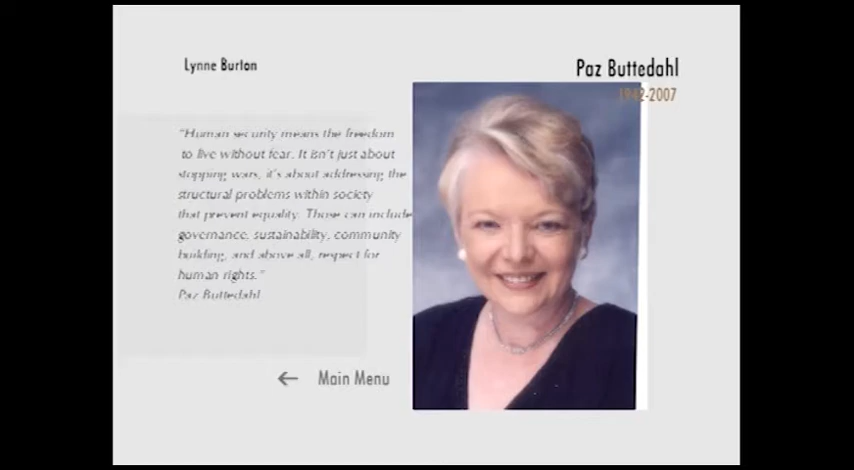 Lynne Burton
Paz Buttedahl
1942-2007
"Human security means the freedom
to live without fear. It isn't just about
stopping wars, it's about addressing the
structural problems within society
that prevent equality. Those can include
governance, sustainability, community
building, and above all, respect for
human rights."
Paz Buttedahl
← Main Menu